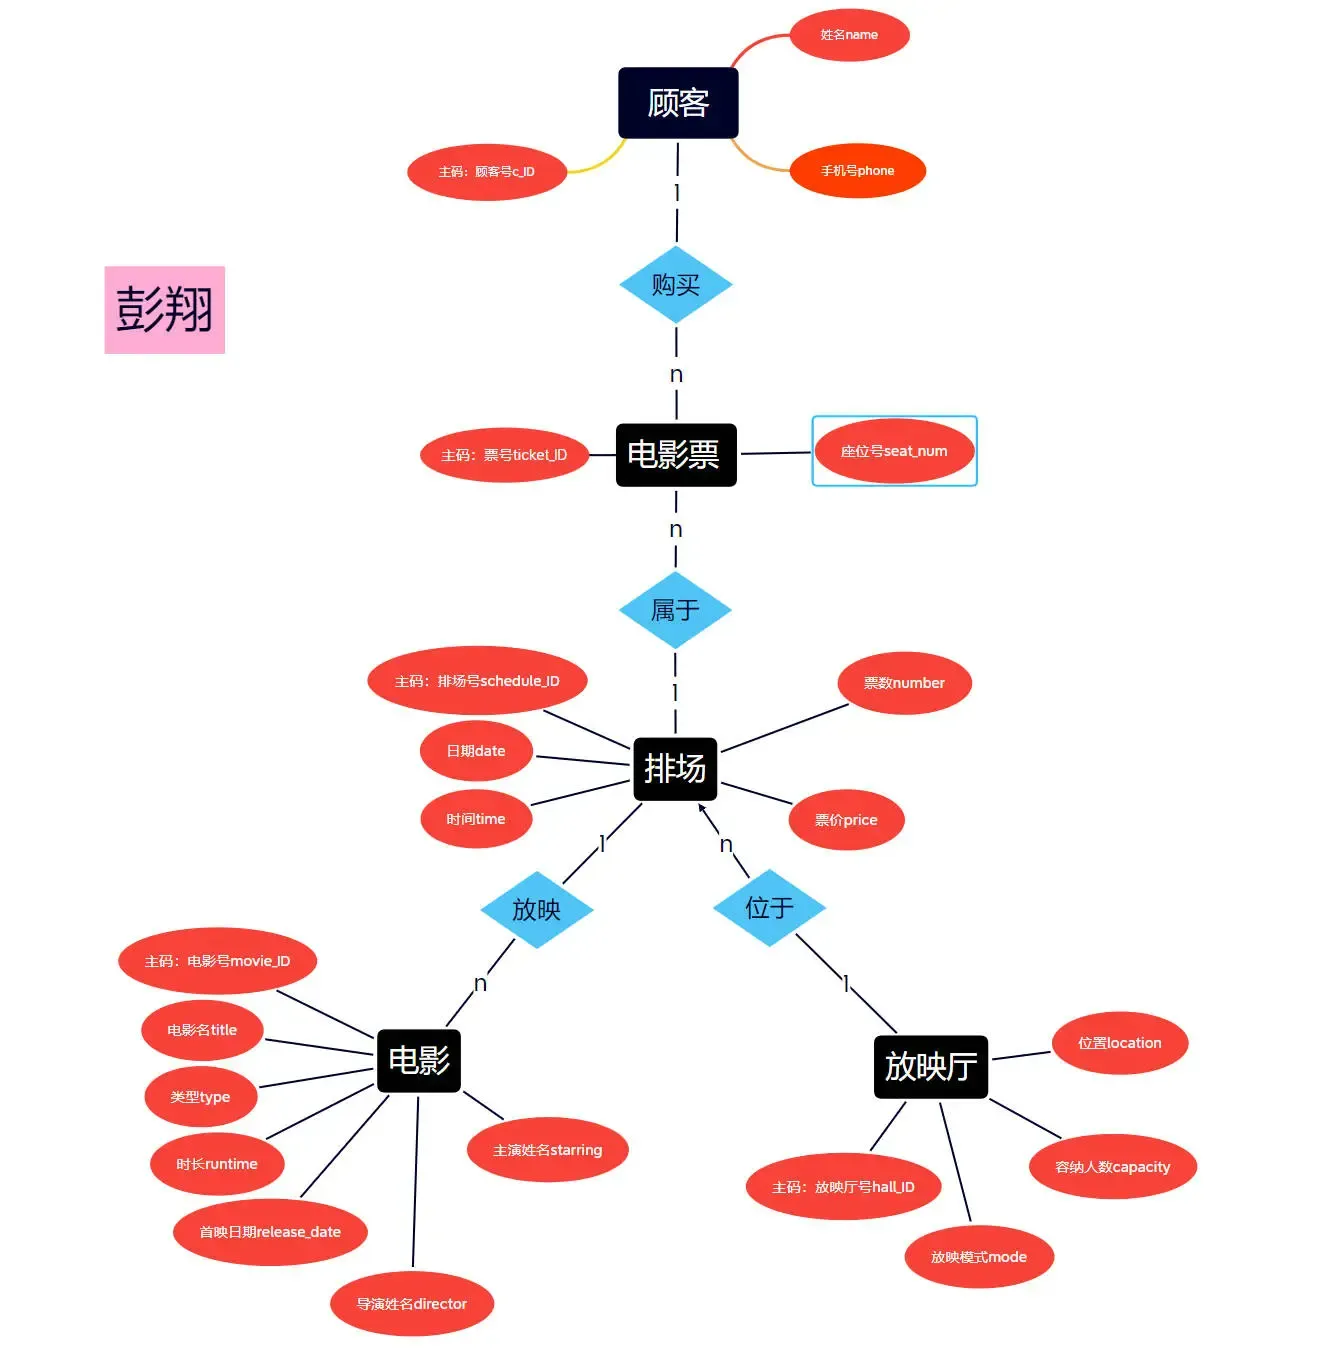 姓名name
顾客
主码：顾客号c_ID
手机号phone
1
购买
彭翔
n
主码：票号ticket_ID
电影票
座位号seat_num
n
属于
主码：排场号schedule_ID
票数number
1
日期date
排场
时间time
票价price
1
n
放映
位于
主码：电影号movie_ID
n
1
电影名title
位置location
电影
放映厅
类型type
主演姓名starring
时长runtime
容纳人数capacity
主码：放映厅号hall_ID
首映日期release_date
放映模式mode
导演姓名director